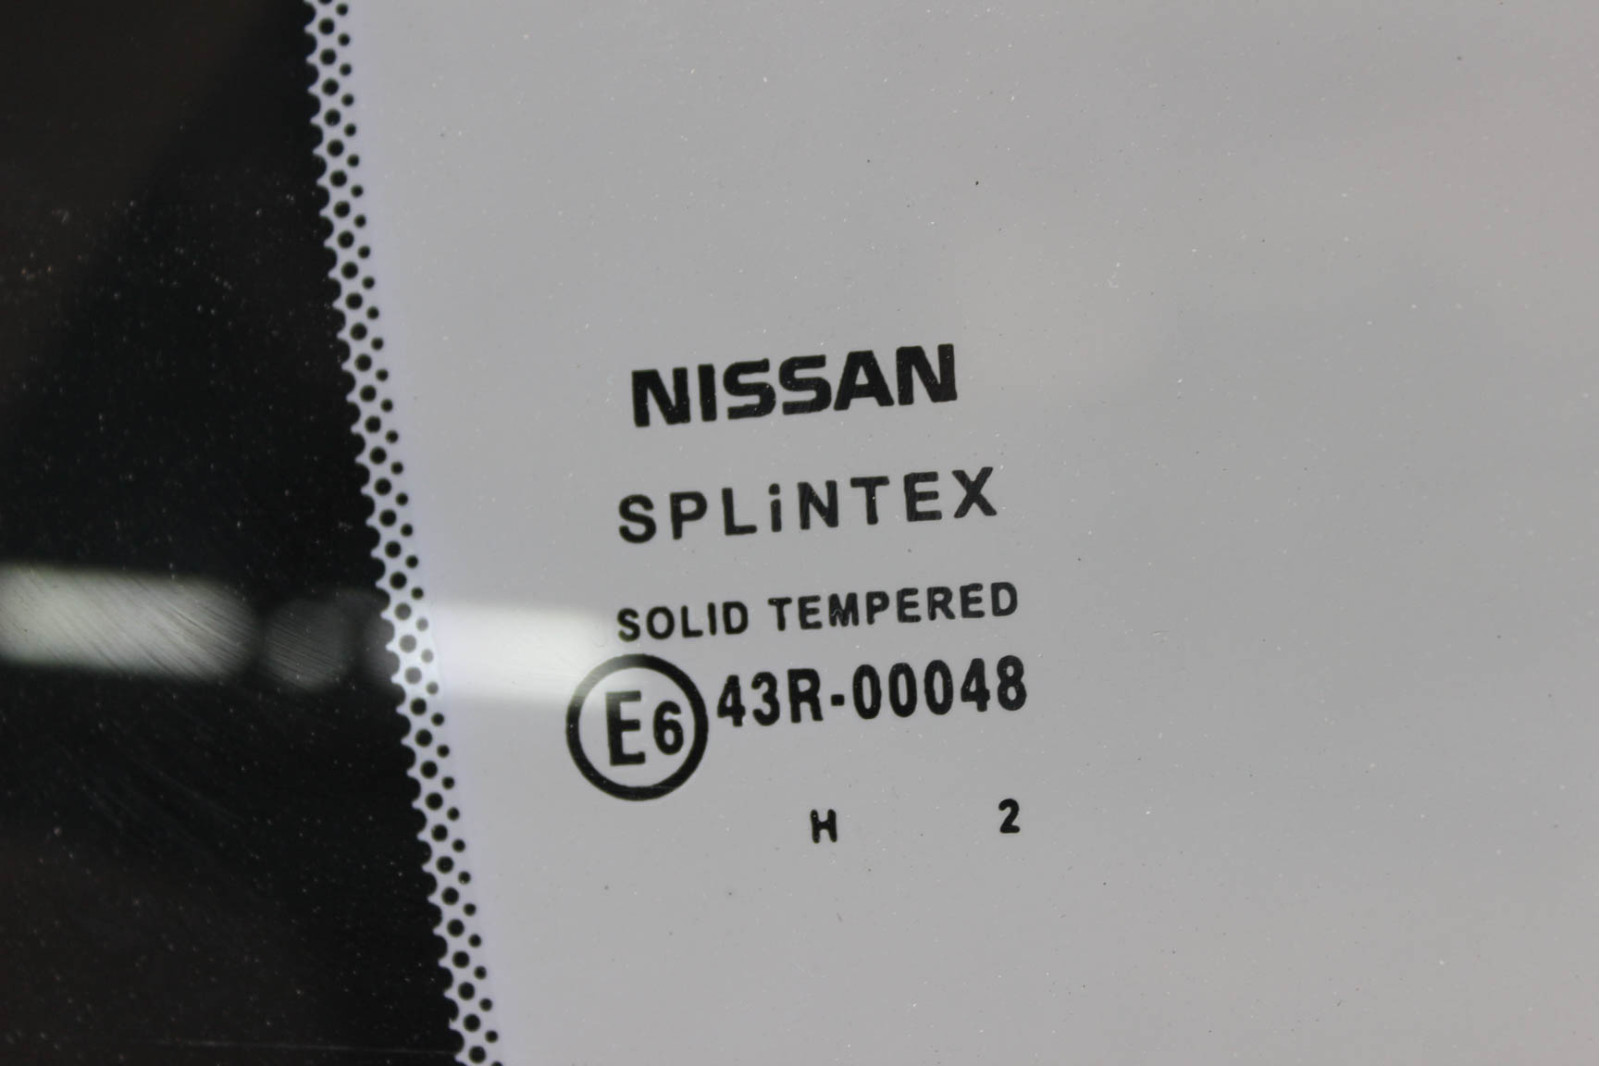 NISSAN
SPLiNTEX
SOLID TEMPERED
E6 43R-00048
H 2